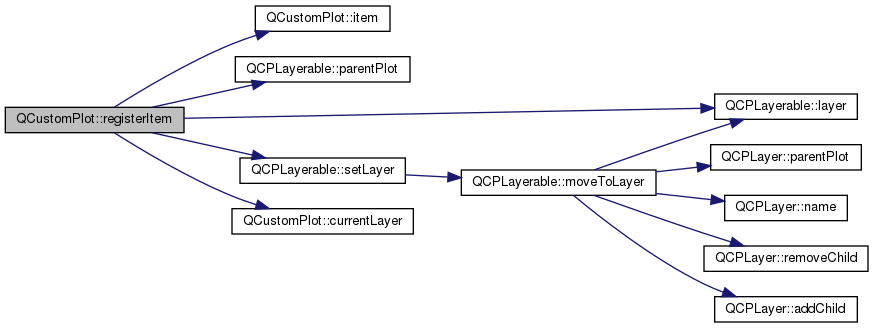 QCustomPlot::item
QCPLayerable::parentPlot
QCPLayerable::layer
QCustomPlot::registerItem
QCPLayer::parentPlot
QCPLayerable::setLayer
QCPLayerable::moveToLayer
QCPLayer::name
QCustomPlot::currentLayer
QCPLayer::removeChild
QCPLayer::addChild